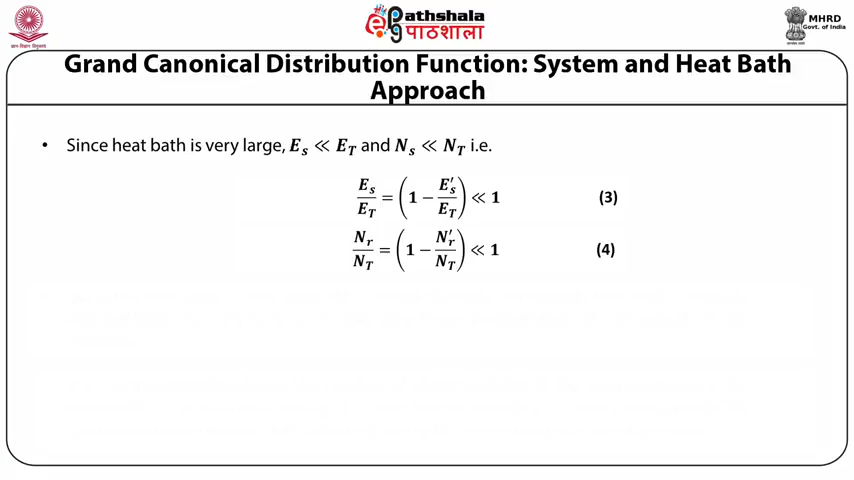 ePGpathshala
पाठशाला
MHRD
Govt. of India
Grand Canonical Distribution Function: System and Heat Bath
Approach
• Since heat bath is very large, E_s ≪ E_T and N_s ≪ N_T i.e.
E_s/E_T = (1 − E′_s/E_T) ≪ 1 (3)
N_r/N_T = (1 − N′_r/N_T) ≪ 1 (4)